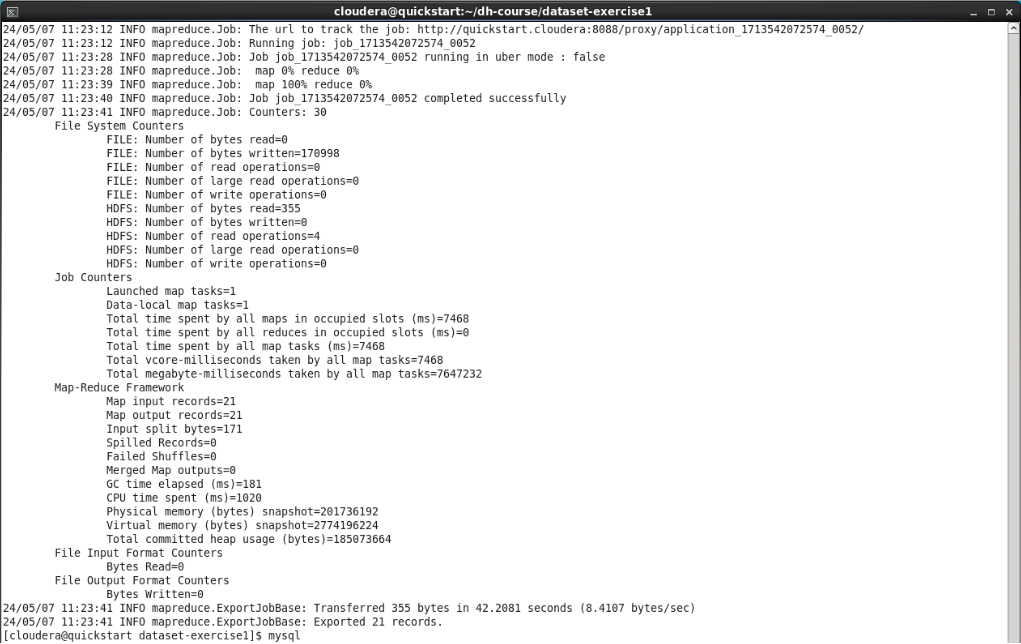 cloudera@quickstart:~/dh-course/dataset-exercise1
24/05/07 11:23:12 INFO mapreduce.Job: The url to track the job: http://quickstart.cloudera:8088/proxy/application_1713542072574_0052/
24/05/07 11:23:12 INFO mapreduce.Job: Running job: job_1713542072574_0052
24/05/07 11:23:28 INFO mapreduce.Job: Job job_1713542072574_0052 running in uber mode : false
24/05/07 11:23:28 INFO mapreduce.Job:  map 0% reduce 0%
24/05/07 11:23:39 INFO mapreduce.Job:  map 100% reduce 0%
24/05/07 11:23:40 INFO mapreduce.Job: Job job_1713542072574_0052 completed successfully
24/05/07 11:23:41 INFO mapreduce.Job: Counters: 30
File System Counters
FILE: Number of bytes read=0
FILE: Number of bytes written=170998
FILE: Number of read operations=0
FILE: Number of large read operations=0
FILE: Number of write operations=0
HDFS: Number of bytes read=355
HDFS: Number of bytes written=0
HDFS: Number of read operations=4
HDFS: Number of large read operations=0
HDFS: Number of write operations=0
Job Counters
Launched map tasks=1
Data-local map tasks=1
Total time spent by all maps in occupied slots (ms)=7468
Total time spent by all reduces in occupied slots (ms)=0
Total time spent by all map tasks (ms)=7468
Total vcore-milliseconds taken by all map tasks=7468
Total megabyte-milliseconds taken by all map tasks=7647232
Map-Reduce Framework
Map input records=21
Map output records=21
Input split bytes=171
Spilled Records=0
Failed Shuffles=0
Merged Map outputs=0
GC time elapsed (ms)=181
CPU time spent (ms)=1020
Physical memory (bytes) snapshot=201736192
Virtual memory (bytes) snapshot=2774196224
Total committed heap usage (bytes)=185073664
File Input Format Counters
Bytes Read=0
File Output Format Counters
Bytes Written=0
24/05/07 11:23:41 INFO mapreduce.ExportJobBase: Transferred 355 bytes in 42.2081 seconds (8.4107 bytes/sec)
24/05/07 11:23:41 INFO mapreduce.ExportJobBase: Exported 21 records.
[cloudera@quickstart dataset-exercise1]$ mysql